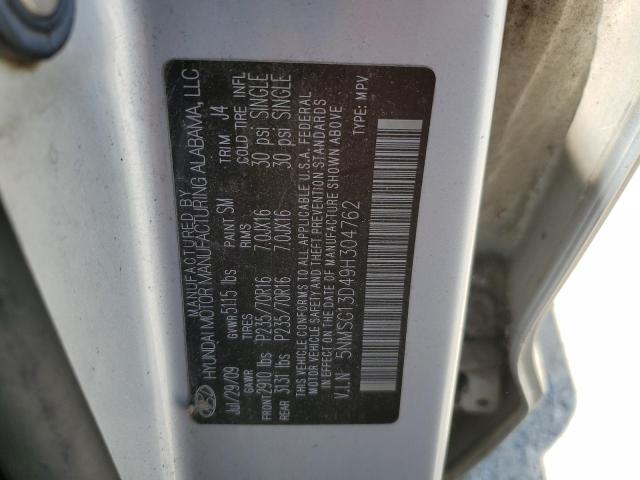 MANUFACTURED BY
HYUNDAI MOTOR MANUFACTURING ALABAMA, LLC
Jul/29/09 GVWR 5115 lbs PAINT SM TRIM J4
GAWR TIRES RIMS COLD TIRE INFL
FRONT 2910 lbs P235/70R16 7.0JX16 30 psi SINGLE
REAR 3131 lbs P235/70R16 7.0JX16 30 psi SINGLE
THIS VEHICLE CONFORMS TO ALL APPLICABLE U.S.A. FEDERAL
MOTOR VEHICLE SAFETY AND THEFT PREVENTION STANDARDS
IN EFFECT ON THE DATE OF MANUFACTURE SHOWN ABOVE
V.I.N: 5NMSG13D49H304762 TYPE: MPV